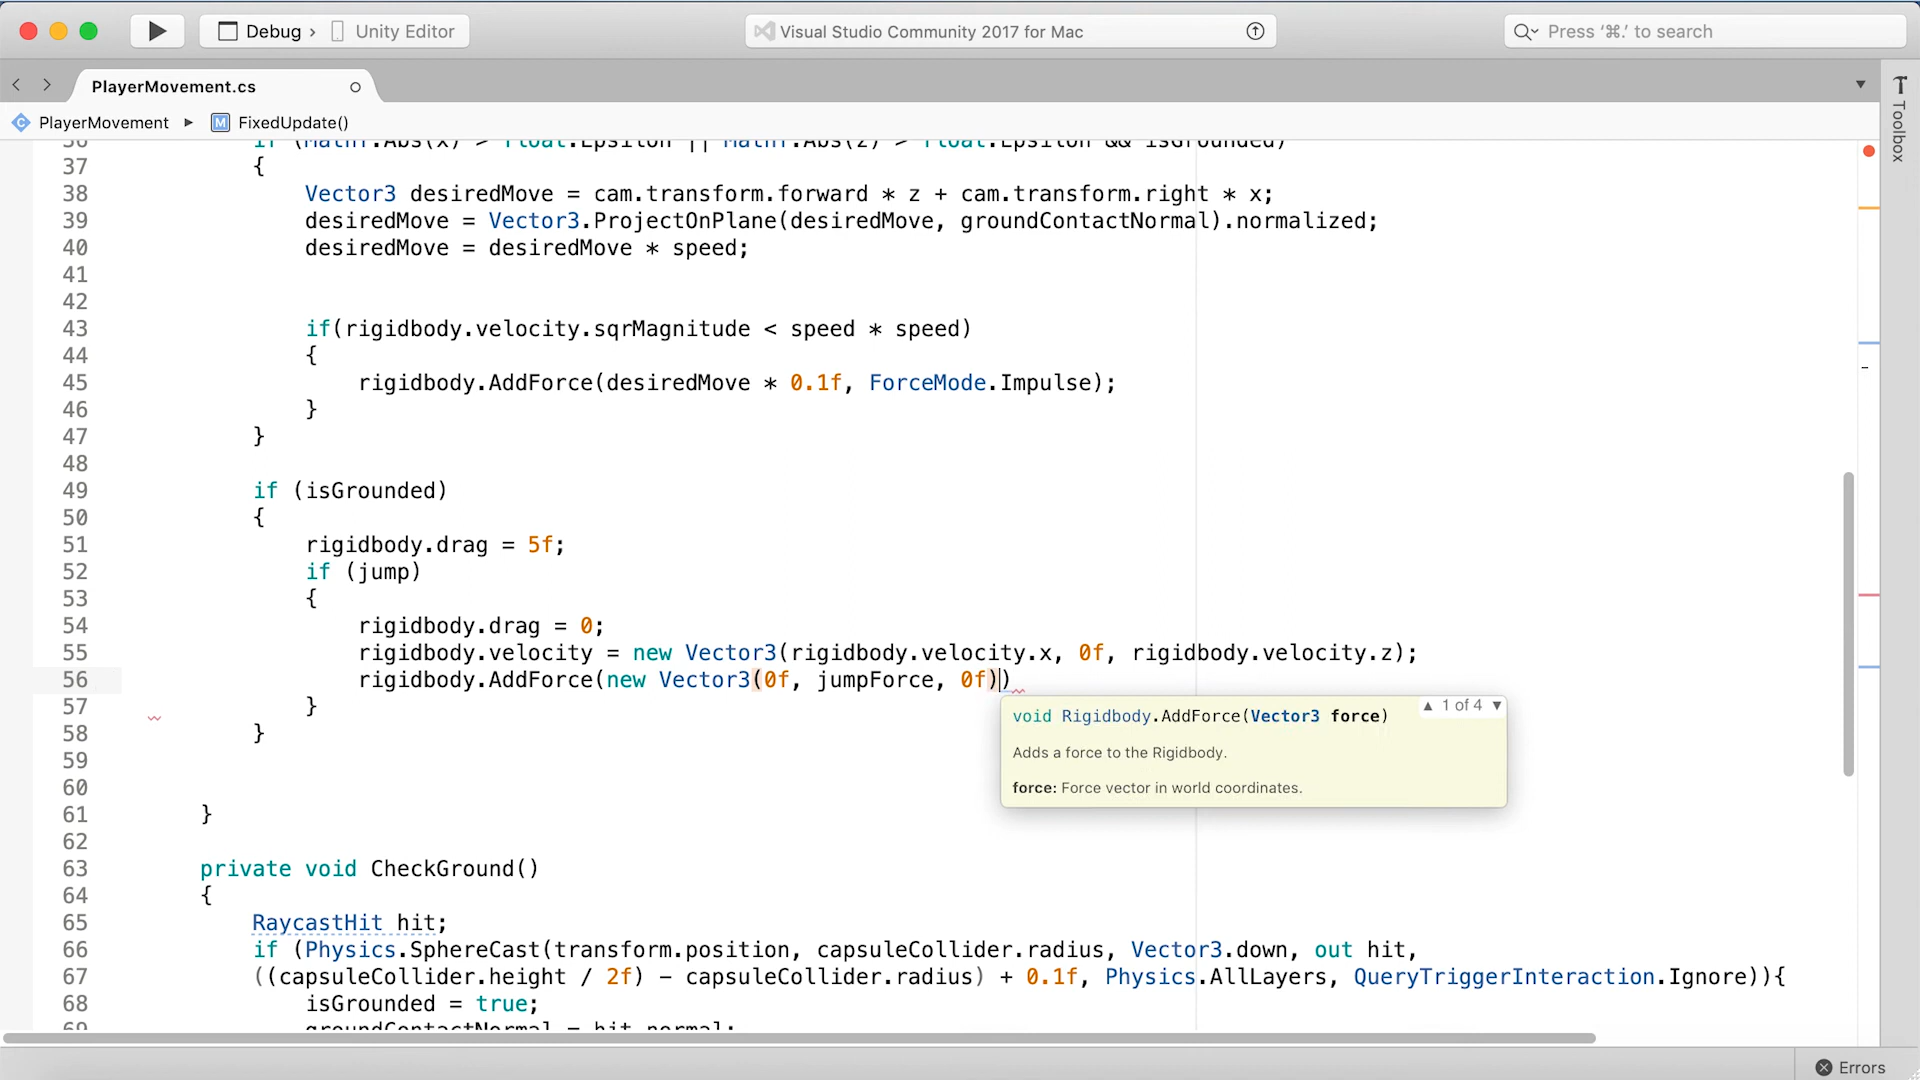 Debug › Unity Editor
Visual Studio Community 2017 for Mac
Press ‘⌘.’ to search
PlayerMovement.cs
Toolbox
PlayerMovement ▸ M FixedUpdate()
36 if (Mathf.Abs(x) > float.Epsilon || Mathf.Abs(z) > float.Epsilon && isGrounded)
37 {
38 Vector3 desiredMove = cam.transform.forward * z + cam.transform.right * x;
39 desiredMove = Vector3.ProjectOnPlane(desiredMove, groundContactNormal).normalized;
40 desiredMove = desiredMove * speed;
41
42
43 if(rigidbody.velocity.sqrMagnitude < speed * speed)
44 {
45 rigidbody.AddForce(desiredMove * 0.1f, ForceMode.Impulse);
46 }
47 }
48
49 if (isGrounded)
50 {
51 rigidbody.drag = 5f;
52 if (jump)
53 {
54 rigidbody.drag = 0;
55 rigidbody.velocity = new Vector3(rigidbody.velocity.x, 0f, rigidbody.velocity.z);
56 rigidbody.AddForce(new Vector3(0f, jumpForce, 0f))
57 }
▲ 1 of 4 ▼
void Rigidbody.AddForce(Vector3 force)
58 }
Adds a force to the Rigidbody.
59
force: Force vector in world coordinates.
60
61 }
62
63 private void CheckGround()
64 {
65 RaycastHit hit;
66 if (Physics.SphereCast(transform.position, capsuleCollider.radius, Vector3.down, out hit,
67 ((capsuleCollider.height / 2f) - capsuleCollider.radius) + 0.1f, Physics.AllLayers, QueryTriggerInteraction.Ignore)){
68 isGrounded = true;
69 groundContactNormal = hit.normal;
Errors